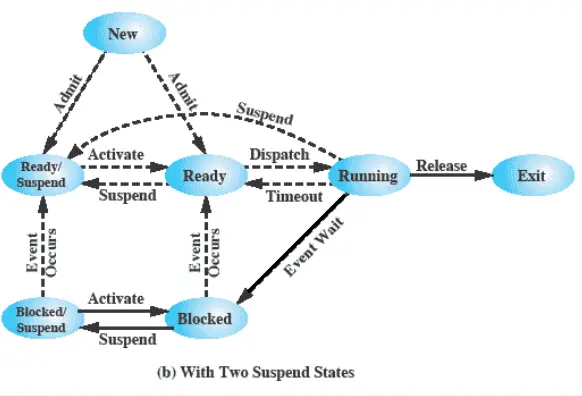 New
Admit
Admit
Suspend
Ready/
Suspend
Activate
Suspend
Ready
Dispatch
Timeout
Running
Release
Exit
Event
Occurs
Event
Occurs
Event Wait
Blocked/
Suspend
Activate
Suspend
Blocked
(b) With Two Suspend States